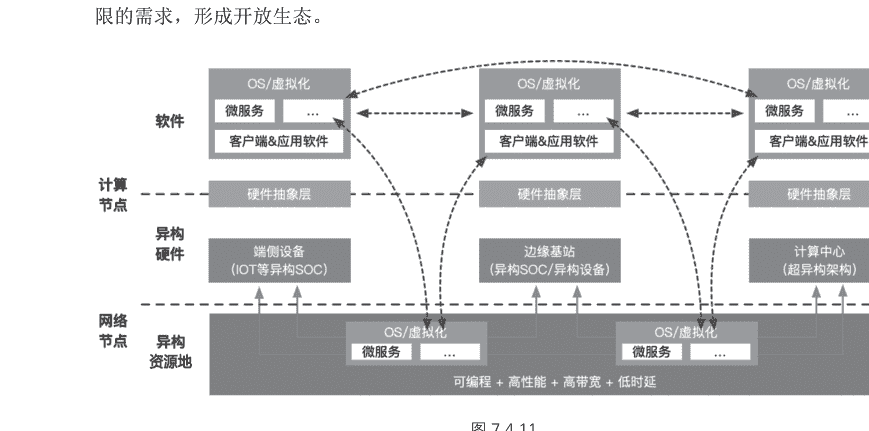 限的需求，形成开放生态。
OS/虚拟化
OS/虚拟化
OS/虚拟化
软件
微服务
...
微服务
...
微服务
...
客户端&应用软件
客户端&应用软件
客户端&应用软件
计算
节点
硬件抽象层
硬件抽象层
硬件抽象层
异构
硬件
端侧设备
(IOT等异构SOC)
边缘基站
(异构SOC/异构设备)
计算中心
(超异构架构)
网络
节点
异构
资源地
OS/虚拟化
微服务
...
OS/虚拟化
微服务
...
可编程 + 高性能 + 高带宽 + 低时延
图 7.4.11